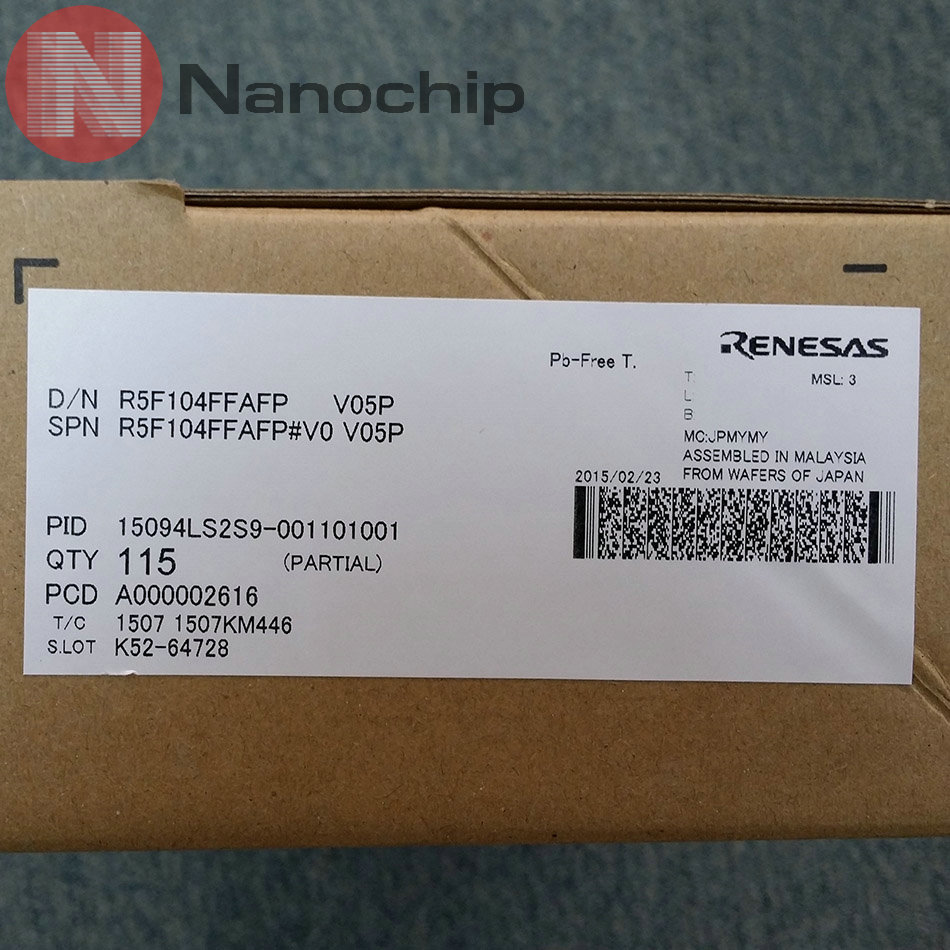 N Nanochip
RENESAS
Pb-Free T.
T
L
B
MSL: 3
D/N R5F104FFAFP V05P
SPN R5F104FFAFP#V0 V05P
MC:JPMYMY
ASSEMBLED IN MALAYSIA
FROM WAFERS OF JAPAN
2015/02/23
PID 15094LS2S9-001101001
QTY 115 (PARTIAL)
PCD A000002616
T/C 1507 1507KM446
S.LOT K52-64728